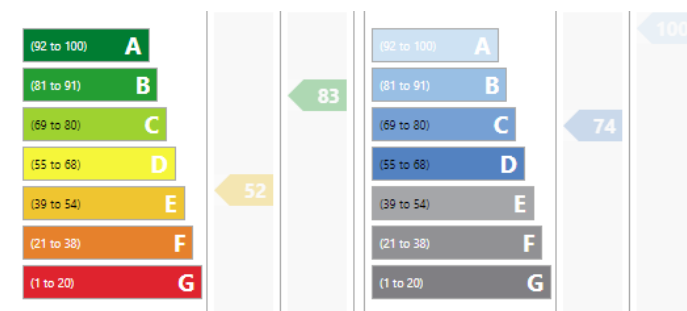 (92 to 100) A
(81 to 91) B
(69 to 80) C
(55 to 68) D
(39 to 54) E
(21 to 38) F
(1 to 20) G
52
83
(92 to 100) A
(81 to 91) B
(69 to 80) C
(55 to 68) D
(39 to 54) E
(21 to 38) F
(1 to 20) G
74
100